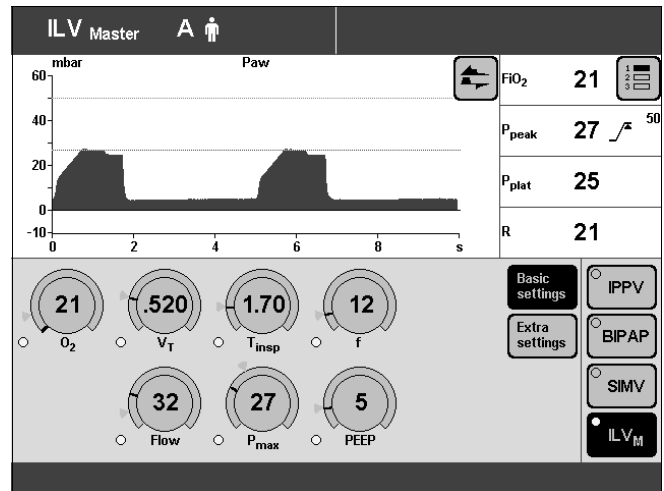 ILV Master A
mbar Paw
60
40
20
0
-10
0 2 4 6 8 s
FiO2 21
1
2
3
Ppeak 27 50
Pplat 25
R 21
21 .520 1.70 12
O2 VT Tinsp f
32 27 5
Flow Pmax PEEP
Basic
settings
Extra
settings
IPPV
BIPAP
SIMV
ILVM